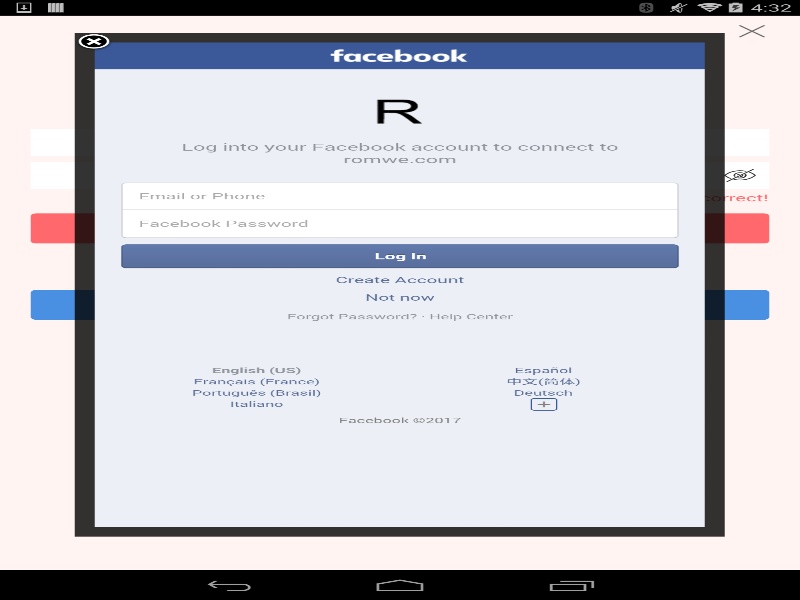 4:32
facebook
R
Log into your Facebook account to connect to
romwe.com
Email or Phone
Facebook Password
orrect!
Log In
Create Account
Not now
Forgot Password? · Help Center
English (US)
Español
Français (France)
中文(简体)
Português (Brasil)
Deutsch
Italiano
Facebook ©2017